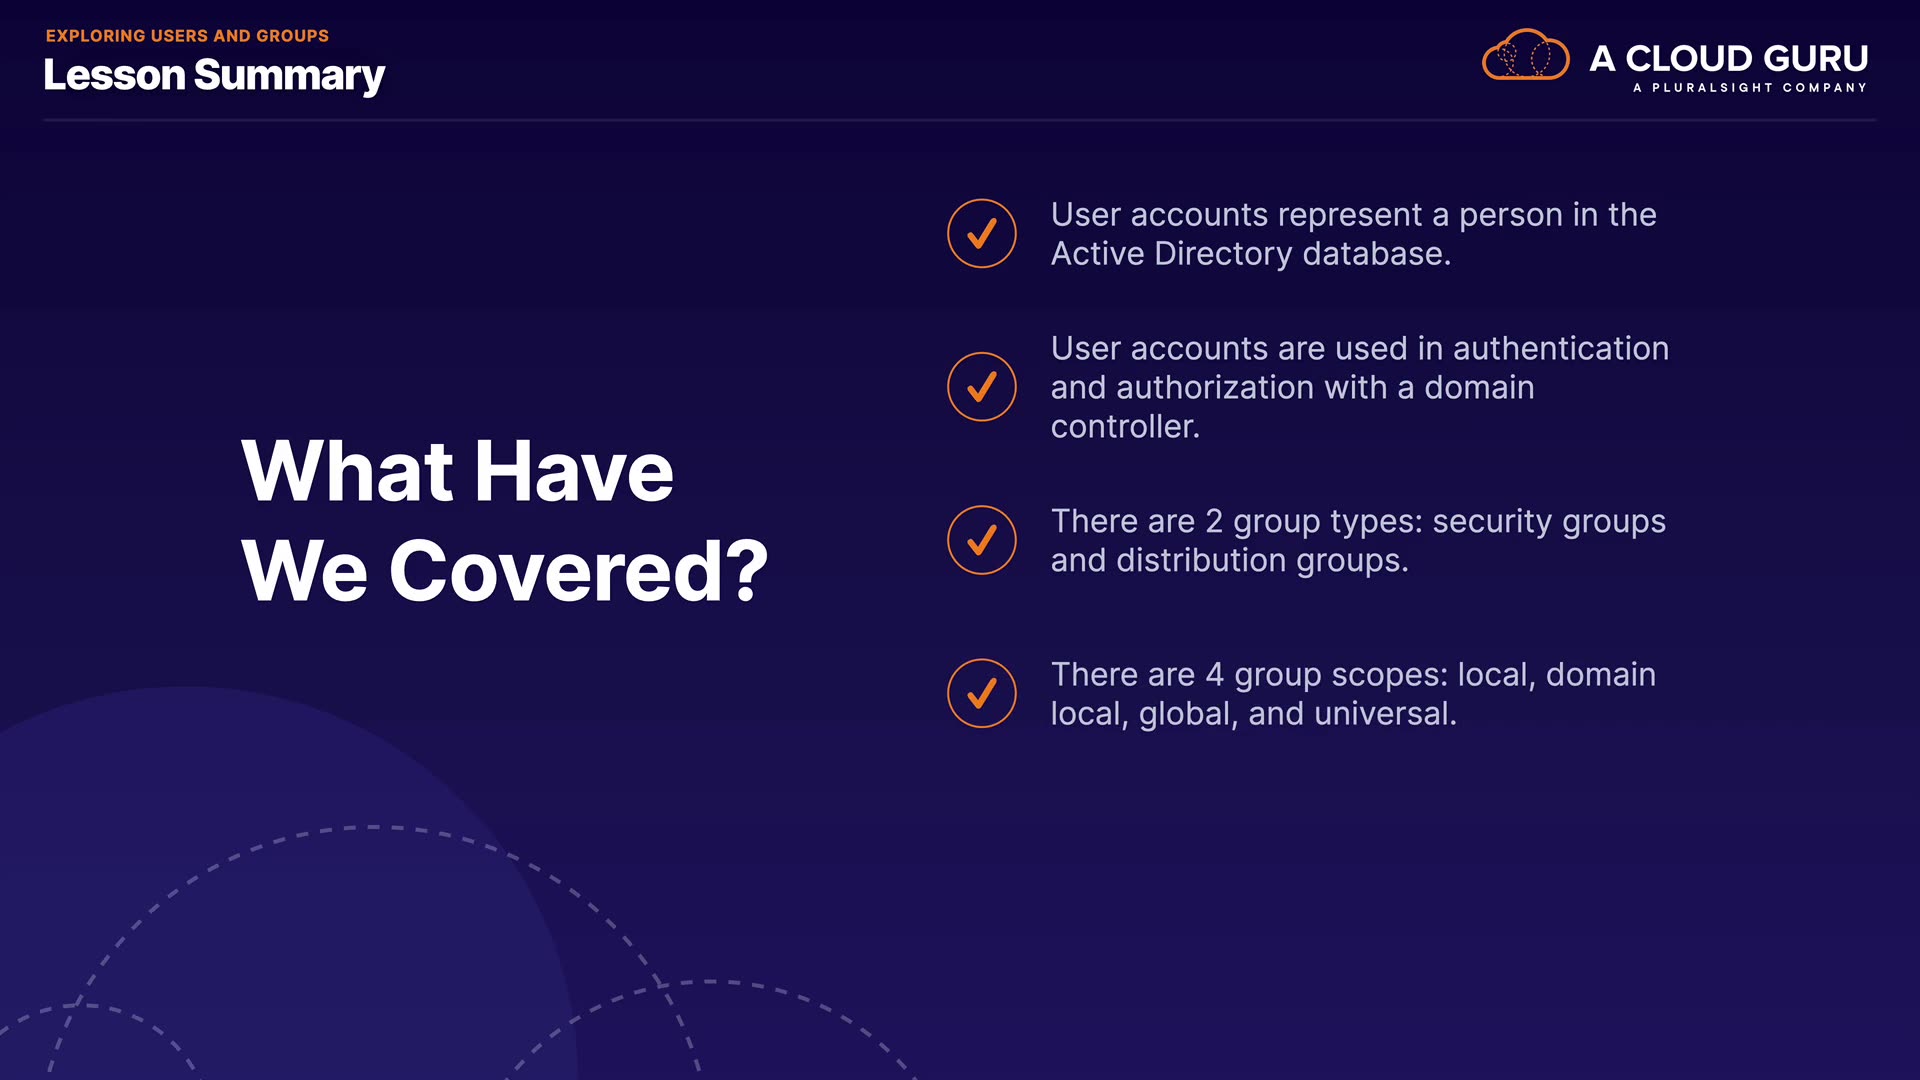 EXPLORING USERS AND GROUPS
Lesson Summary
A CLOUD GURU
A PLURALSIGHT COMPANY
What Have
We Covered?
User accounts represent a person in the
Active Directory database.
User accounts are used in authentication
and authorization with a domain
controller.
There are 2 group types: security groups
and distribution groups.
There are 4 group scopes: local, domain
local, global, and universal.